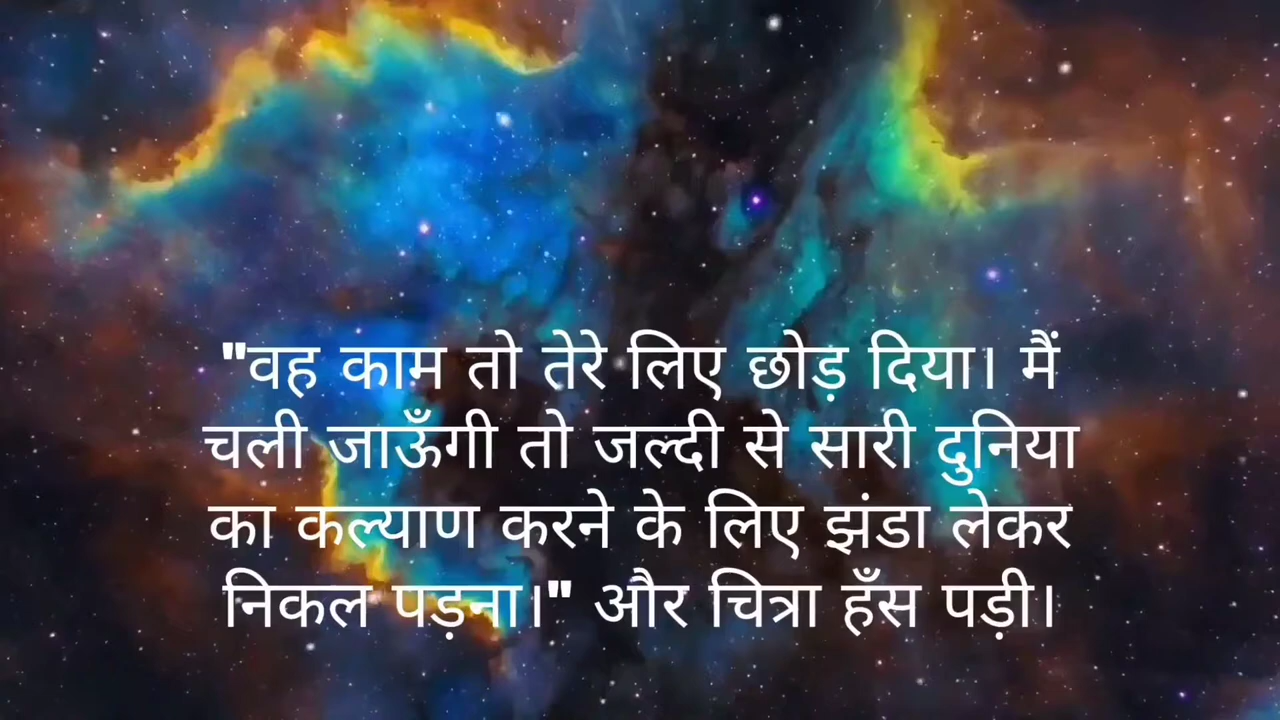 "वह काम तो तेरे लिए छोड़ दिया। मैं
चली जाऊँगी तो जल्दी से सारी दुनिया
का कल्याण करने के लिए झंडा लेकर
निकल पड़ना।" और चित्रा हँस पड़ी।